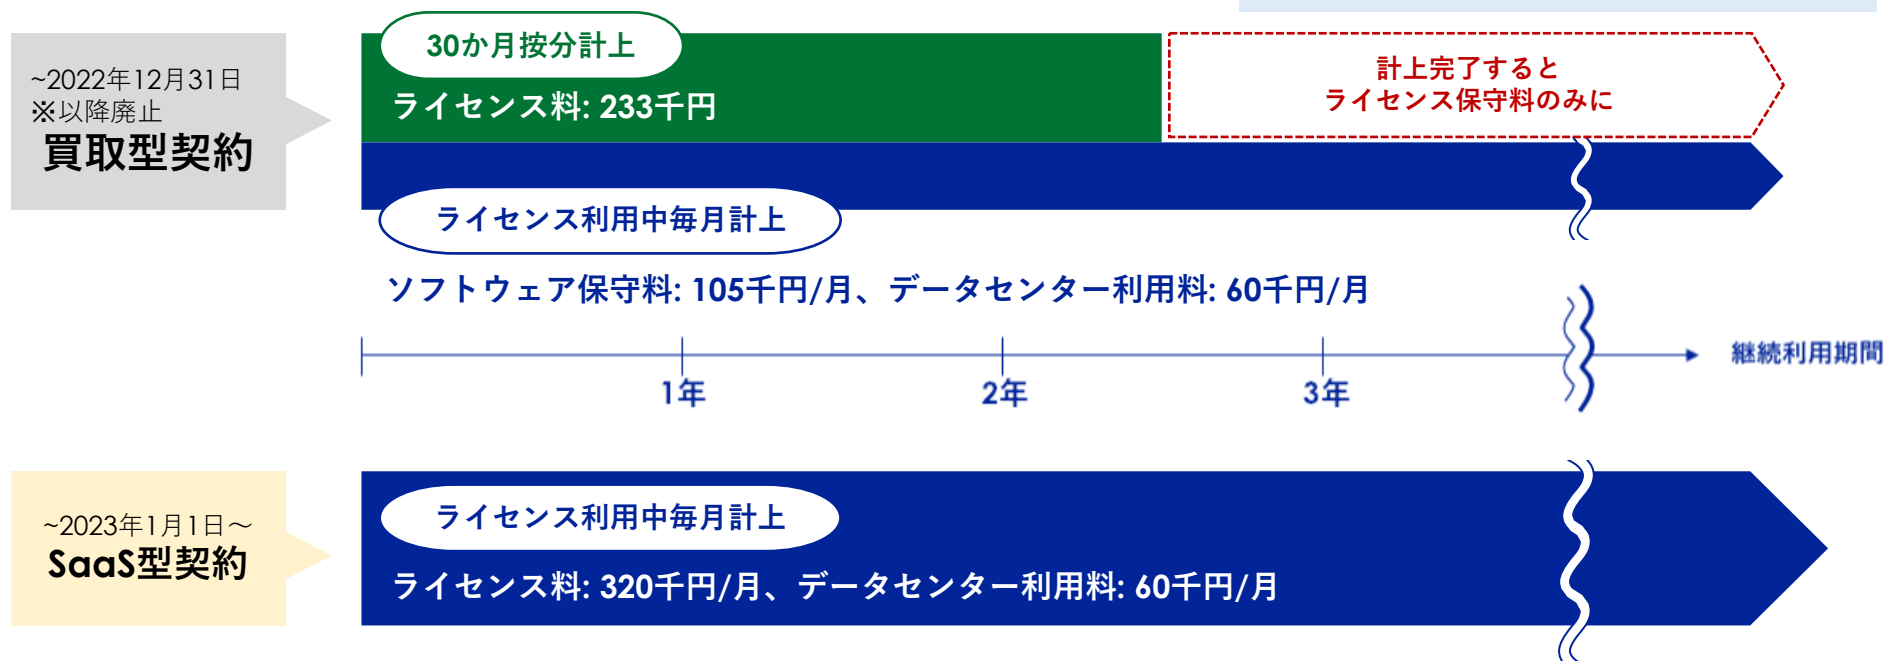 ~2022年12月31日
※以降廃止
買取型契約
30か月按分計上
ライセンス料: 233千円
計上完了すると
ライセンス保守料のみに
ライセンス利用中毎月計上
ソフトウェア保守料: 105千円/月、データセンター利用料: 60千円/月
1年
2年
3年
継続利用期間
~2023年1月1日～
SaaS型契約
ライセンス利用中毎月計上
ライセンス料: 320千円/月、データセンター利用料: 60千円/月